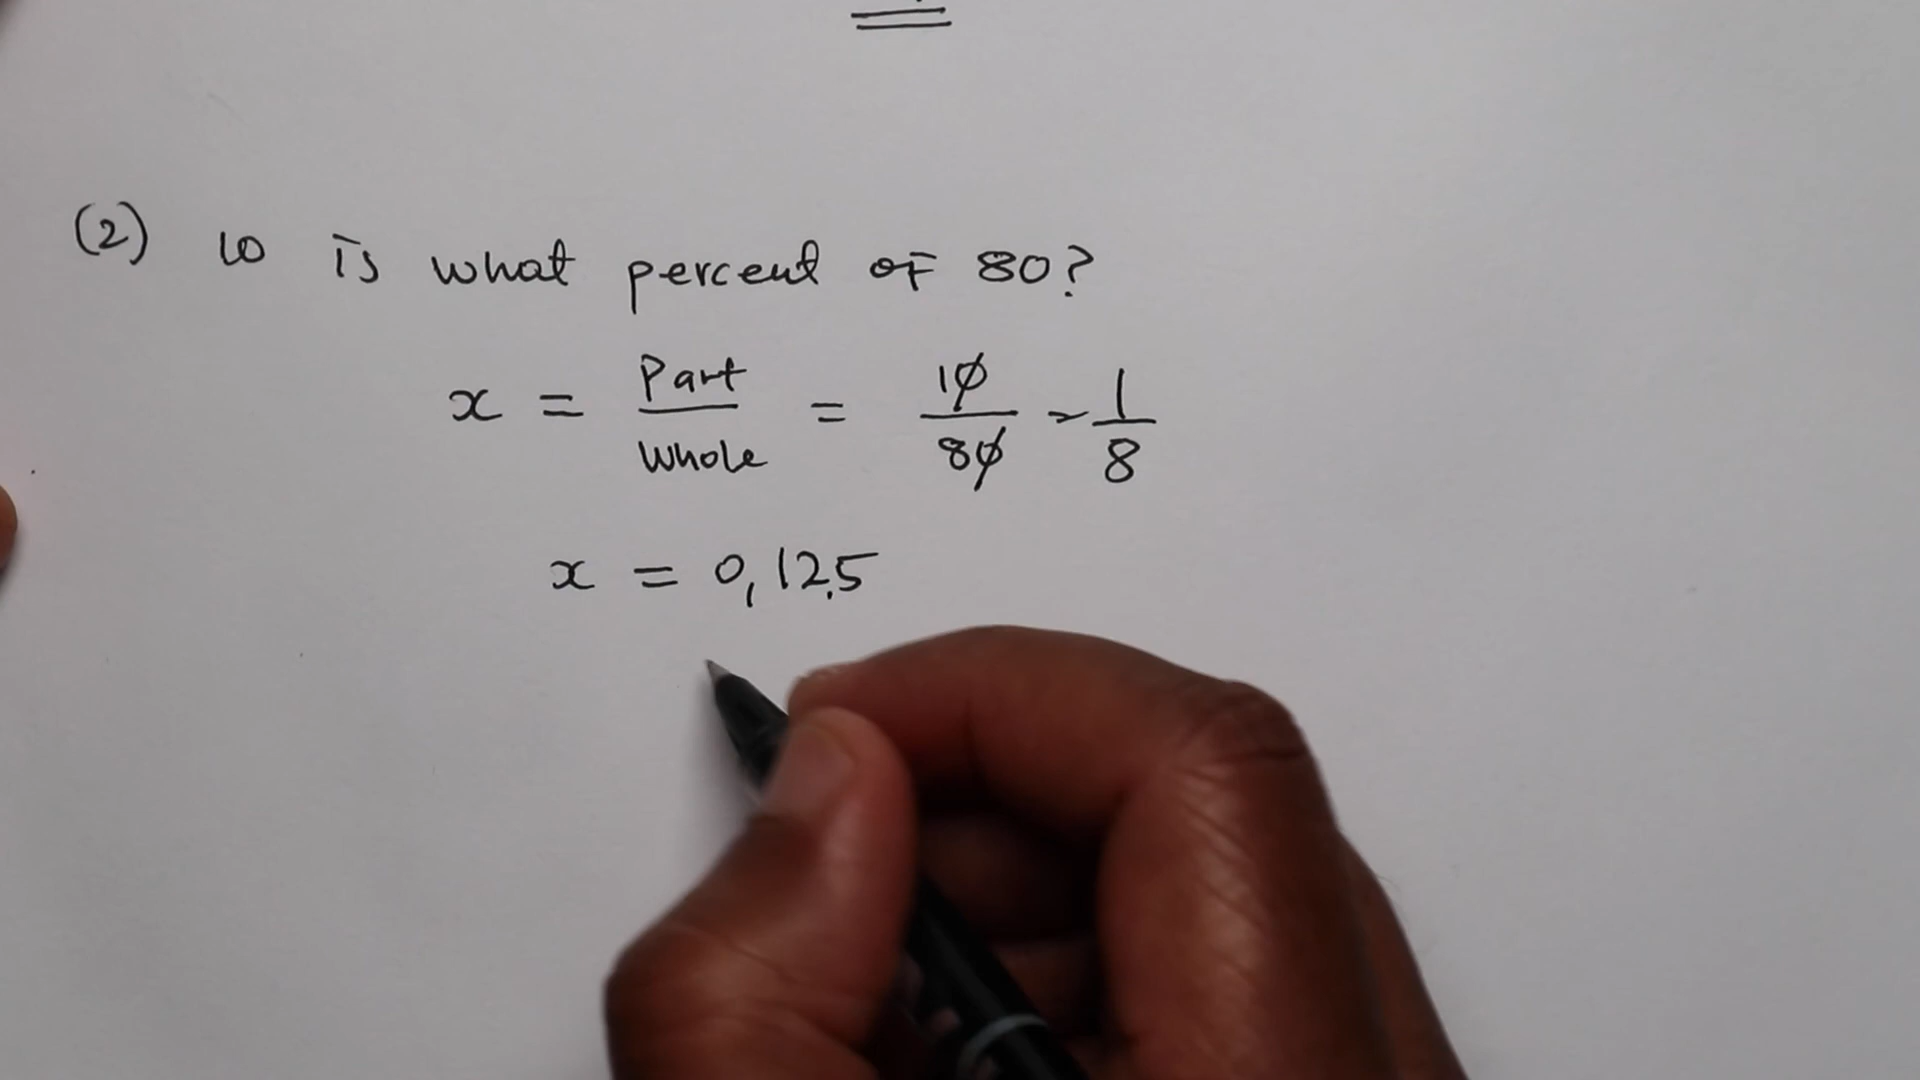 (2) 10 is what percent of 80?
x = Part/Whole = 10/80 = 1/8
x = 0,125